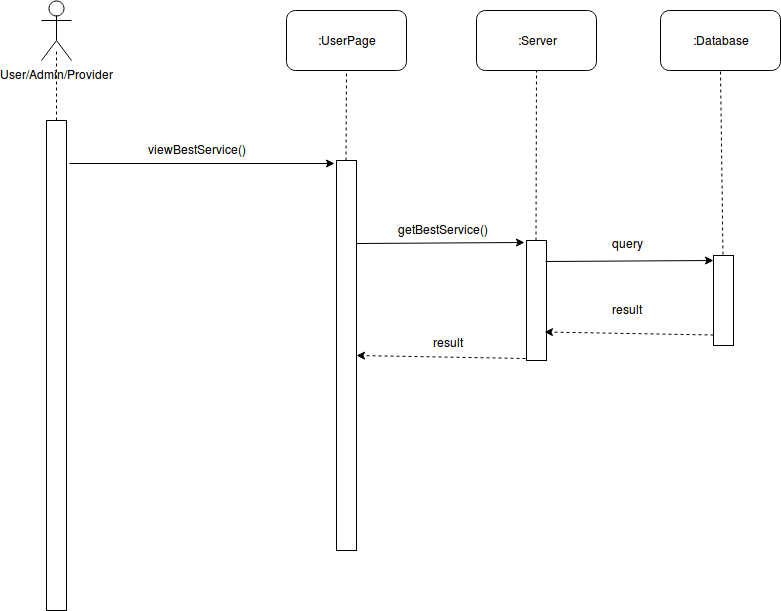 :UserPage
:Server
:Database
User/Admin/Provider
viewBestService()
getBestService()
query
result
result